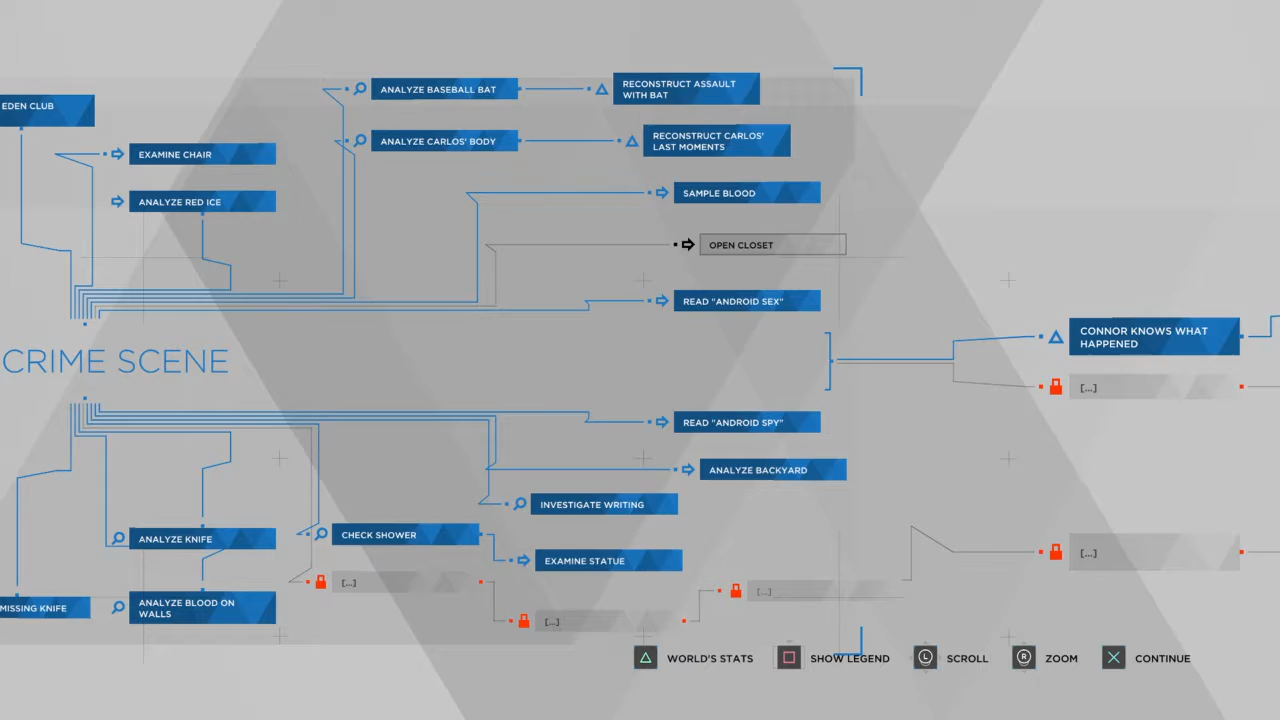 EDEN CLUB
EXAMINE CHAIR
ANALYZE RED ICE
ANALYZE BASEBALL BAT
RECONSTRUCT ASSAULT
WITH BAT
ANALYZE CARLOS' BODY
RECONSTRUCT CARLOS'
LAST MOMENTS
SAMPLE BLOOD
OPEN CLOSET
READ "ANDROID SEX"
CRIME SCENE
CONNOR KNOWS WHAT
HAPPENED
[...]
READ "ANDROID SPY"
ANALYZE BACKYARD
INVESTIGATE WRITING
ANALYZE KNIFE
CHECK SHOWER
EXAMINE STATUE
[...]
[...]
[...]
[...]
MISSING KNIFE
ANALYZE BLOOD ON
WALLS
WORLD'S STATS
SHOW LEGEND
L
SCROLL
R
ZOOM
CONTINUE